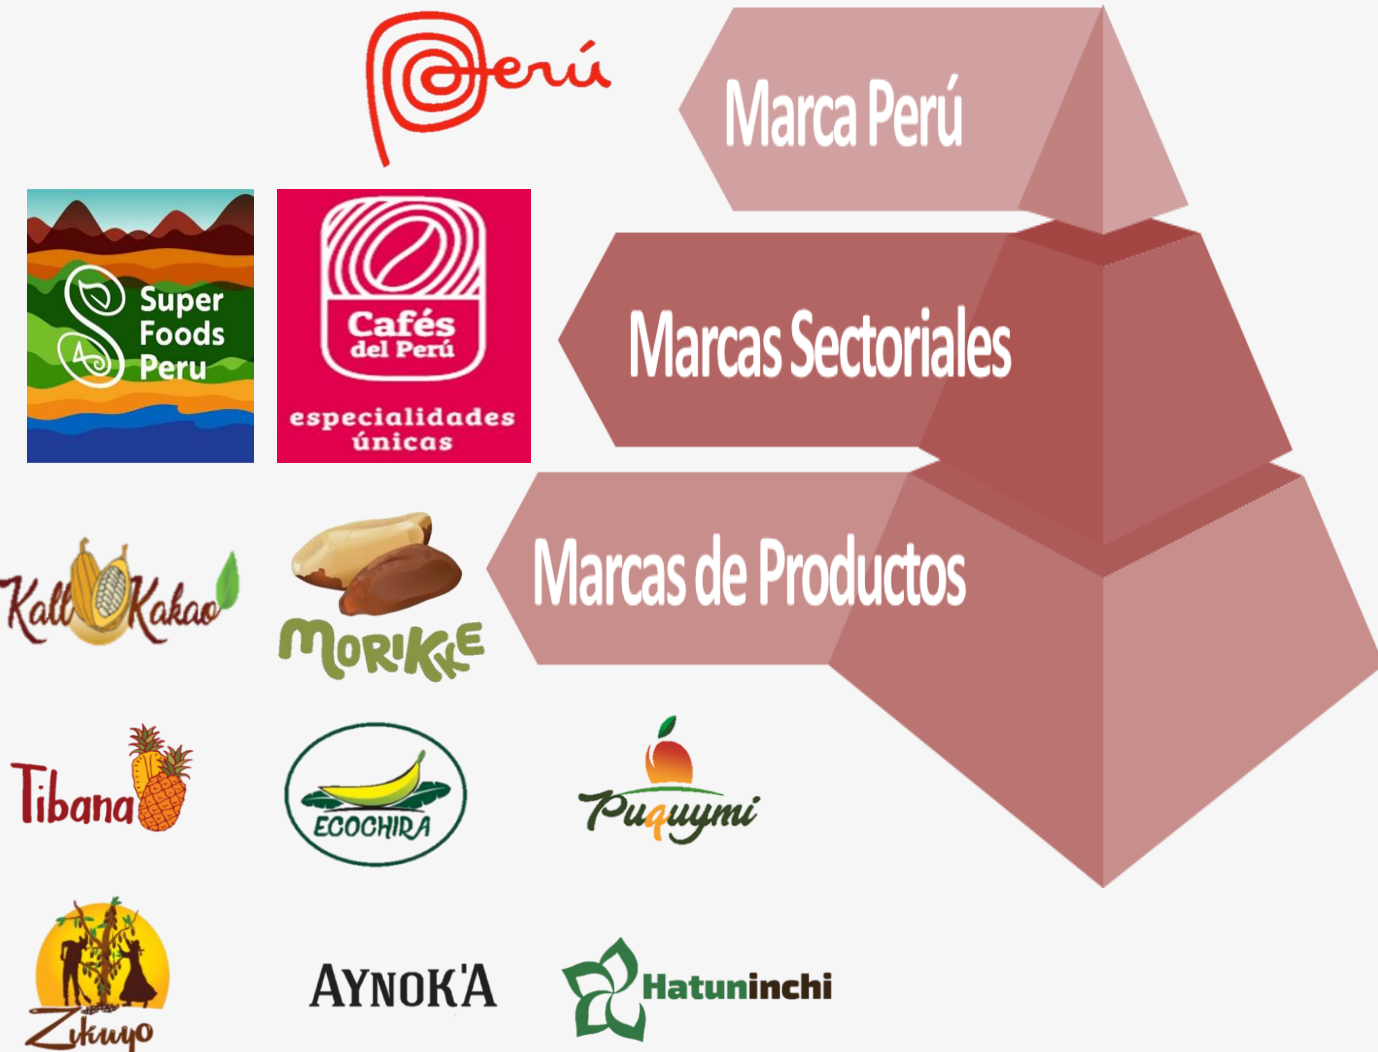 Perú
Marca Perú
Super
Foods
Peru
Cafés
del Perú
especialidades
únicas
Marcas Sectoriales
Kall Kakao
MORIKKE
Marcas de Productos
Tibana
ECOCHIRA
Puquymi
Zikuyo
AYNOK'A
Hatuninchi